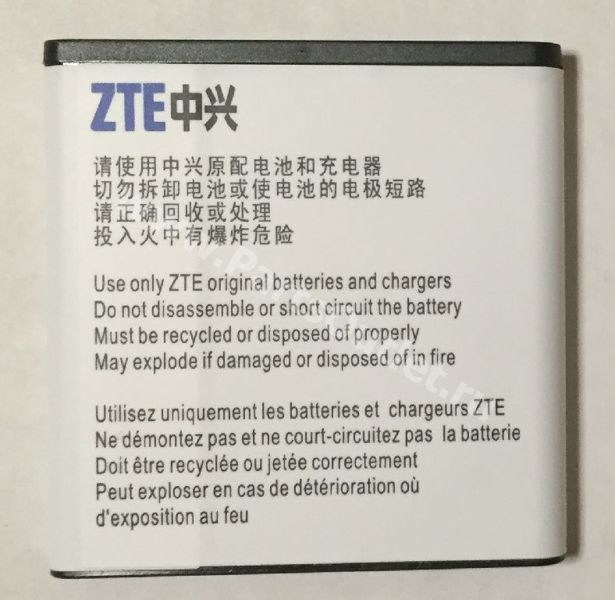 ZTE中兴
请使用中兴原配电池和充电器
切勿拆卸电池或使电池的电极短路
请正确回收或处理
投入火中有爆炸危险
Use only ZTE original batteries and chargers
Do not disassemble or short circuit the battery
Must be recycled or disposed of properly
May explode if damaged or disposed of in fire
Utilisez uniquement les batteries et chargeurs ZTE
Ne démontez pas et ne court-circuitez pas la batterie
Doit être recyclée ou jetée correctement
Peut exploser en cas de détérioration où
d'exposition au feu